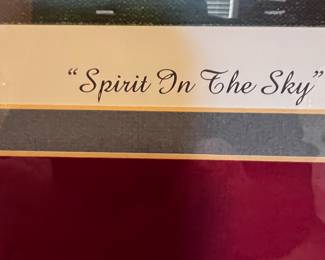 "Spirit In The Sky"